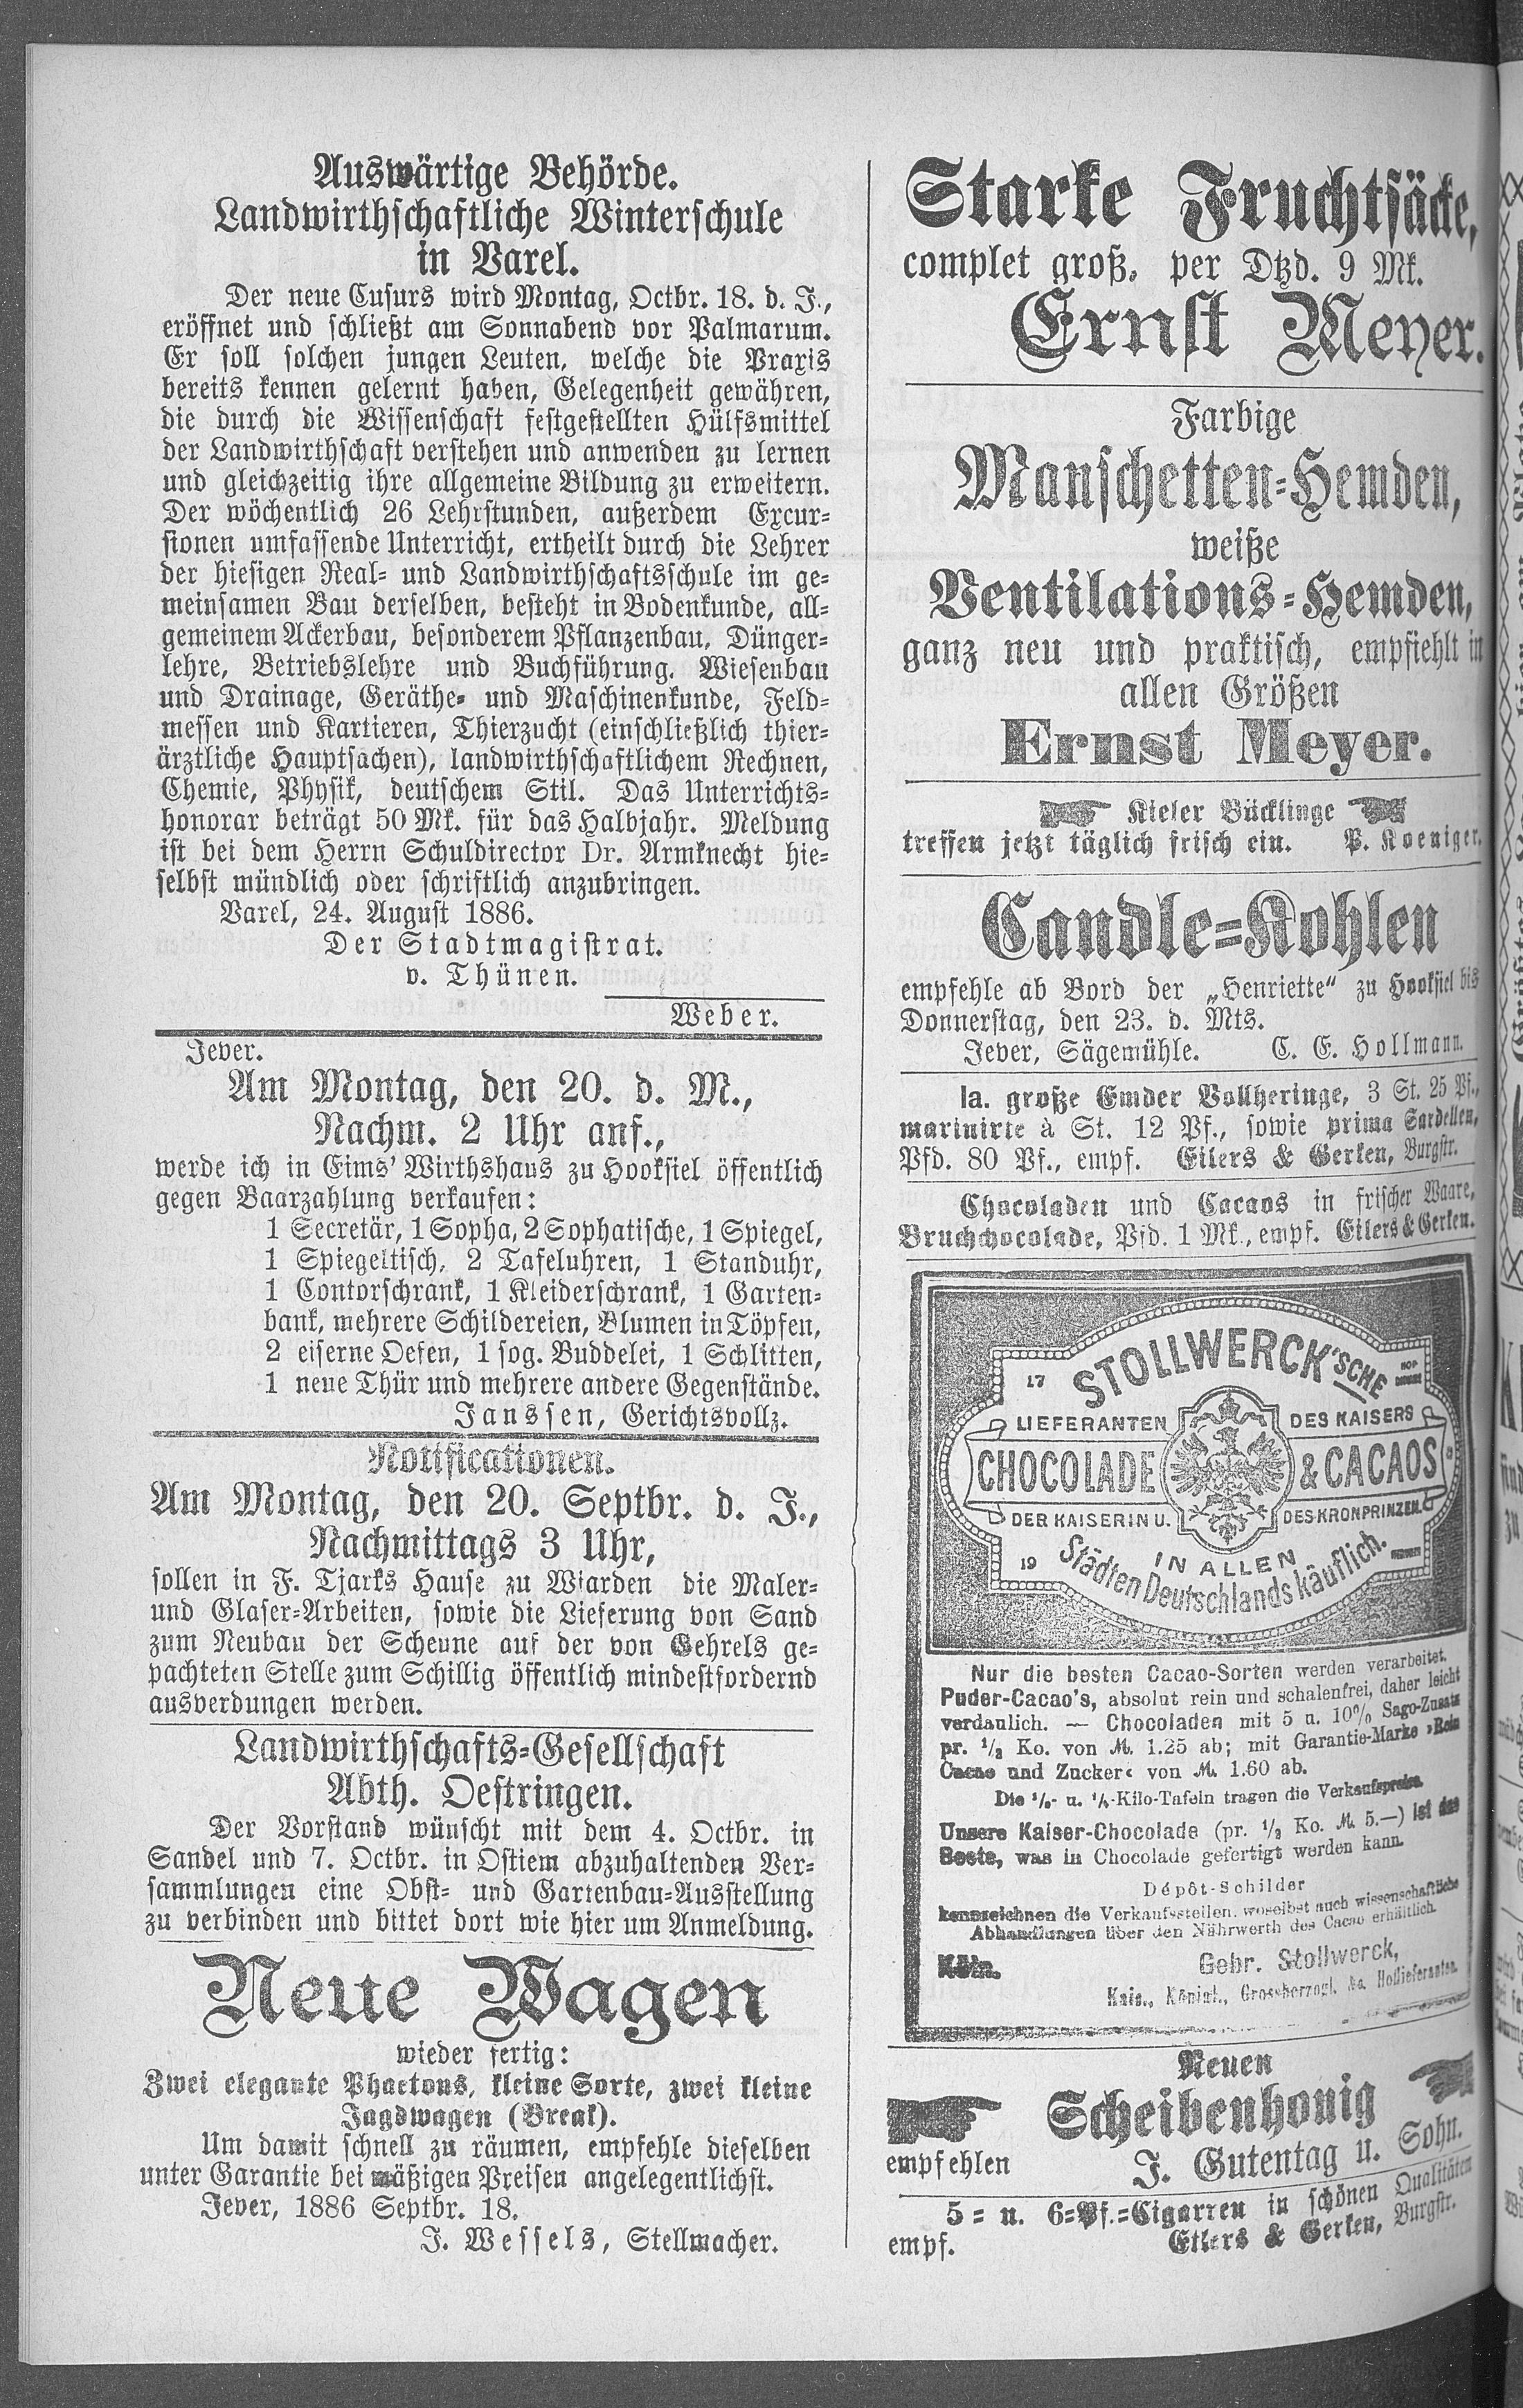 Auswärtige Behörde.
Landwirthschaftliche Winterschule
in Varel.
Der neue Cusurs wird Montag, Octbr. 18. d. J.,
eröffnet und schließt am Sonnabend vor Palmarum.
Er soll solchen jungen Leuten, welche die Praxis
bereits kennen gelernt haben, Gelegenheit gewähren,
die durch die Wissenschaft festgestellten Hülfsmittel
der Landwirthschaft verstehen und anwenden zu lernen
und gleichzeitig ihre allgemeine Bildung zu erweitern.
Der wöchentlich 26 Lehrstunden, außerdem Excur-
sionen umfassende Unterricht, ertheilt durch die Lehrer
der hiesigen Real- und Landwirthschaftsschule im ge-
meinsamen Bau derselben, besteht in Bodenkunde, all-
gemeinem Ackerbau, besonderem Pflanzenbau, Dünger-
lehre, Betriebslehre und Buchführung, Wiesenbau
und Drainage, Geräthe- und Maschinenkunde, Feld-
messen und Kartieren, Thierzucht (einschließlich thier-
ärztliche Hauptsachen), landwirthschaftlichem Rechnen,
Chemie, Physik, deutschem Stil. Das Unterrichts-
honorar beträgt 50 Mk. für das Halbjahr. Meldung
ist bei dem Herrn Schuldirector Dr. Armknecht hie-
selbst mündlich oder schriftlich anzubringen.
Varel, 24. August 1886.
Der Stadtmagistrat.
v. Thünen.
Weber.
Jever.
Am Montag, den 20. d. M.,
Nachm. 2 Uhr anf.,
werde ich in Eims' Wirthshaus zu Hooksiel öffentlich
gegen Baarzahlung verkaufen:
1 Secretär, 1 Sopha, 2 Sophatische, 1 Spiegel,
1 Spiegeltisch, 2 Tafeluhren, 1 Standuhr,
1 Contorschrank, 1 Kleiderschrank, 1 Garten-
bank, mehrere Schildereien, Blumen in Töpfen,
2 eiserne Oefen, 1 sog. Buddelei, 1 Schlitten,
1 neue Thür und mehrere andere Gegenstände.
Janssen, Gerichtsvollz.
Notificationen.
Am Montag, den 20. Septbr. d. J.,
Nachmittags 3 Uhr,
sollen in F. Tjarks Hause zu Wiarden die Maler-
und Glaser-Arbeiten, sowie die Lieferung von Sand
zum Neubau der Scheune auf der von Gehrels ge-
pachteten Stelle zum Schillig öffentlich mindestfordernd
ausverdungen werden.
Landwirthschafts-Gesellschaft
Abth. Oestringen.
Der Vorstand wünscht mit dem 4. Octbr. in
Sandel und 7. Octbr. in Ostiem abzuhaltenden Ver-
sammlungen eine Obst- und Gartenbau-Ausstellung
zu verbinden und bittet dort wie hier um Anmeldung.
Neue Wagen
wieder fertig:
Zwei elegante Phaetons, kleine Sorte, zwei kleine
Jagdwagen (Break).
Um damit schnell zu räumen, empfehle dieselben
unter Garantie bei mäßigen Preisen angelegentlichst.
Jever, 1886 Septbr. 18.
J. Wessels, Stellmacher.
Starke Fruchtsäcke,
complet groß, per Dtzd. 9 Mk.
Ernst Meyer.
Farbige
Manschetten-Hemden,
weiße
Ventilations-Hemden,
ganz neu und praktisch, empfiehlt in
allen Größen
Ernst Meyer.
Kieler Bücklinge
treffen jetzt täglich frisch ein. P. Koeniger.
Candle-Kohlen
empfehle ab Bord der „Henriette“ zu Hooksiel bis
Donnerstag, den 23. d. Mts.
Jever, Sägemühle. C. E. Hollmann.
Ia. große Emder Vollheringe, 3 St. 25 Pf.,
marinirte à St. 12 Pf., sowie prima Sardellen,
Pfd. 80 Pf., empf. Eilers & Gerken, Burgstr.
Chocoladen und Cacaos in frischer Waare,
Bruchchocolade, Pfd. 1 Mk., empf. Eilers & Gerken.
17 STOLLWERCK'SCHE
LIEFERANTEN DES KAISERS
CHOCOLADE & CACAOS
DER KAISERIN U. DES KRONPRINZEN.
19 IN ALLEN
Städten Deutschlands käuflich.
Nur die besten Cacao-Sorten werden verarbeitet.
Puder-Cacao's, absolut rein und schalenfrei, daher leicht
verdaulich. — Chocoladen mit 5 u. 10% Sago-Zusatz
pr. 1/2 Ko. von M. 1.25 ab; mit Garantie-Marke »Rein
Cacao und Zucker« von M. 1.60 ab.
Die u. Kilo-Tafeln tragen die Verkaufspreise.
Unsere Kaiser-Chocolade (pr. 1/2 Ko. M. 5.—) ist das
Beste, was in Chocolade gefertigt werden kann.
Dépôt-Schilder
kennzeichnen die Verkaufsstellen, woselbst auch wissenschaftliche
Abhandlungen über den Nährwerth des Cacao erhältlich.
Köln. Gebr. Stollwerck,
Kais., Königl., Grossherzogl. Hoflieferanten.
Neuen
Scheibenhonig
empfehlen J. Gutentag u. Sohn.
5- u. 6-Pf.-Cigarren in schönen Qualitäten
empf. Eilers & Gerken, Burgstr.